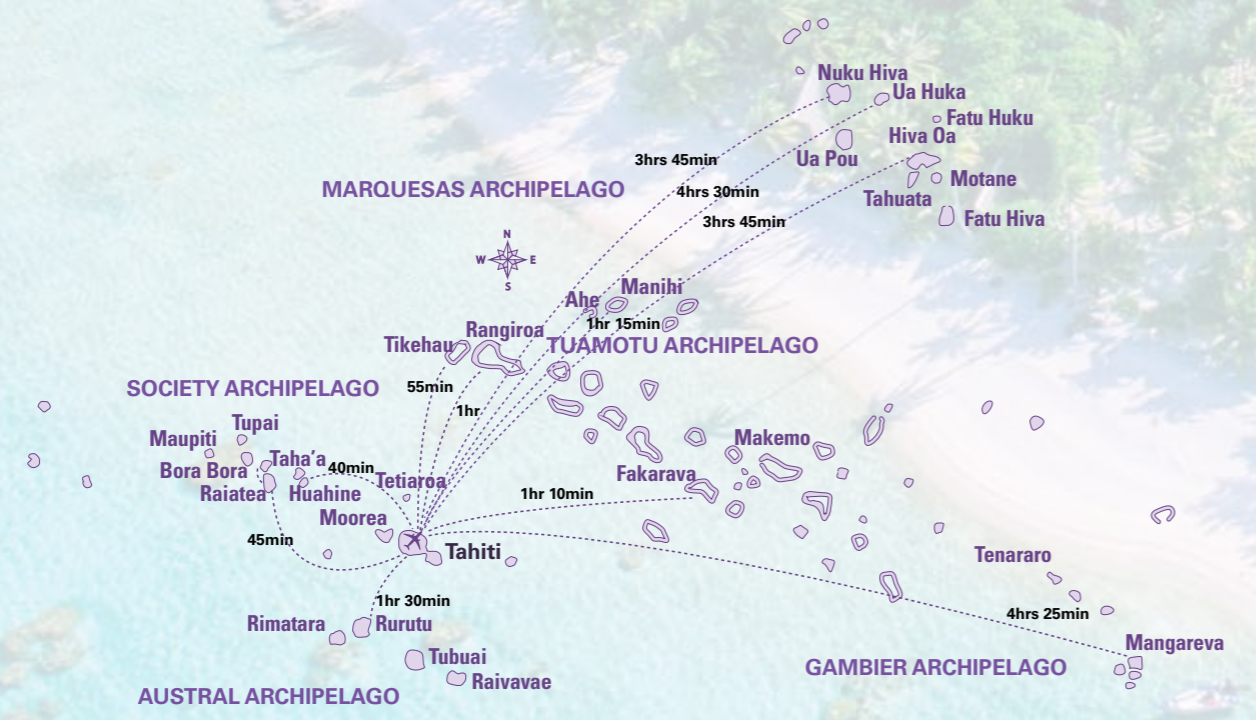 Nuku Hiva
Ua Huka
Fatu Huku
Hiva Oa
3hrs 45min
Ua Pou
MARQUESAS ARCHIPELAGO
4hrs 30min
Motane
Tahuata
3hrs 45min
Fatu Hiva
N
W
E
S
Manihi
Ahe
1hr 15min
Rangiroa
Tikehau
TUAMOTU ARCHIPELAGO
SOCIETY ARCHIPELAGO
55min
1hr
Tupai
Maupiti
Makemo
Taha’a
Bora Bora
40min
Fakarava
Tetiaroa
Raiatea
Huahine
1hr 10min
Moorea
45min
Tahiti
Tenararo
1hr 30min
4hrs 25min
Rimatara
Rurutu
Mangareva
Tubuai
GAMBIER ARCHIPELAGO
Raivavae
AUSTRAL ARCHIPELAGO